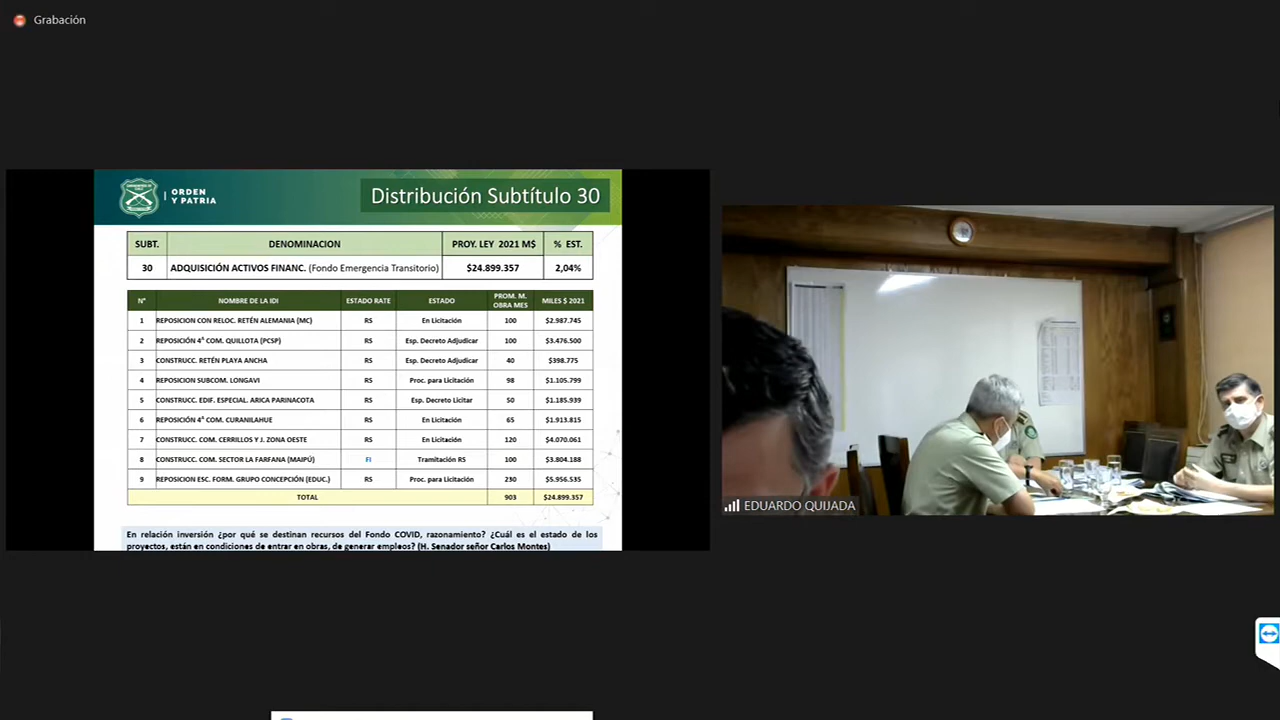 Grabación
ORDEN
Y PATRIA
Distribución Subtítulo 30
SUBT. DENOMINACION PROY. LEY 2021 M$ % EST.
30 ADQUISICIÓN ACTIVOS FINANC. (Fondo Emergencia Transitorio) $24.899.357 2,04%
N° NOMBRE DE LA IDI ESTADO RATE ESTADO PROM. M. OBRA MES MILES $ 2021
1 REPOSICION CON RELOC. RETÉN ALEMANIA (MC) RS En Licitación 100 $2.987.745
2 REPOSICIÓN 4ª COM. QUILLOTA (PCSP) RS Esp. Decreto Adjudicar 100 $3.476.500
3 CONSTRUCC. RETÉN PLAYA ANCHA RS Esp. Decreto Adjudicar 40 $398.775
4 REPOSICION SUBCOM. LONGAVI RS Proc. para Licitación 98 $1.105.799
5 CONSTRUCC. EDIF. ESPECIAL. ARICA PARINACOTA RS Esp. Decreto Licitar 50 $1.185.939
6 REPOSICIÓN 4ª COM. CURANILAHUE RS En Licitación 65 $1.913.815
7 CONSTRUCC. COM. CERRILLOS Y J. ZONA OESTE RS En Licitación 120 $4.070.061
8 CONSTRUCC. COM. SECTOR LA FARFANA (MAIPÚ) FI Tramitación RS 100 $3.804.188
9 REPOSICION ESC. FORM. GRUPO CONCEPCIÓN (EDUC.) RS Proc. para Licitación 230 $5.956.535
TOTAL 903 $24.899.357
En relación inversión ¿por qué se destinan recursos del Fondo COVID, razonamiento? ¿Cuál es el estado de los
proyectos, están en condiciones de entrar en obras, de generar empleos? (H. Senador señor Carlos Montes)
EDUARDO QUIJADA